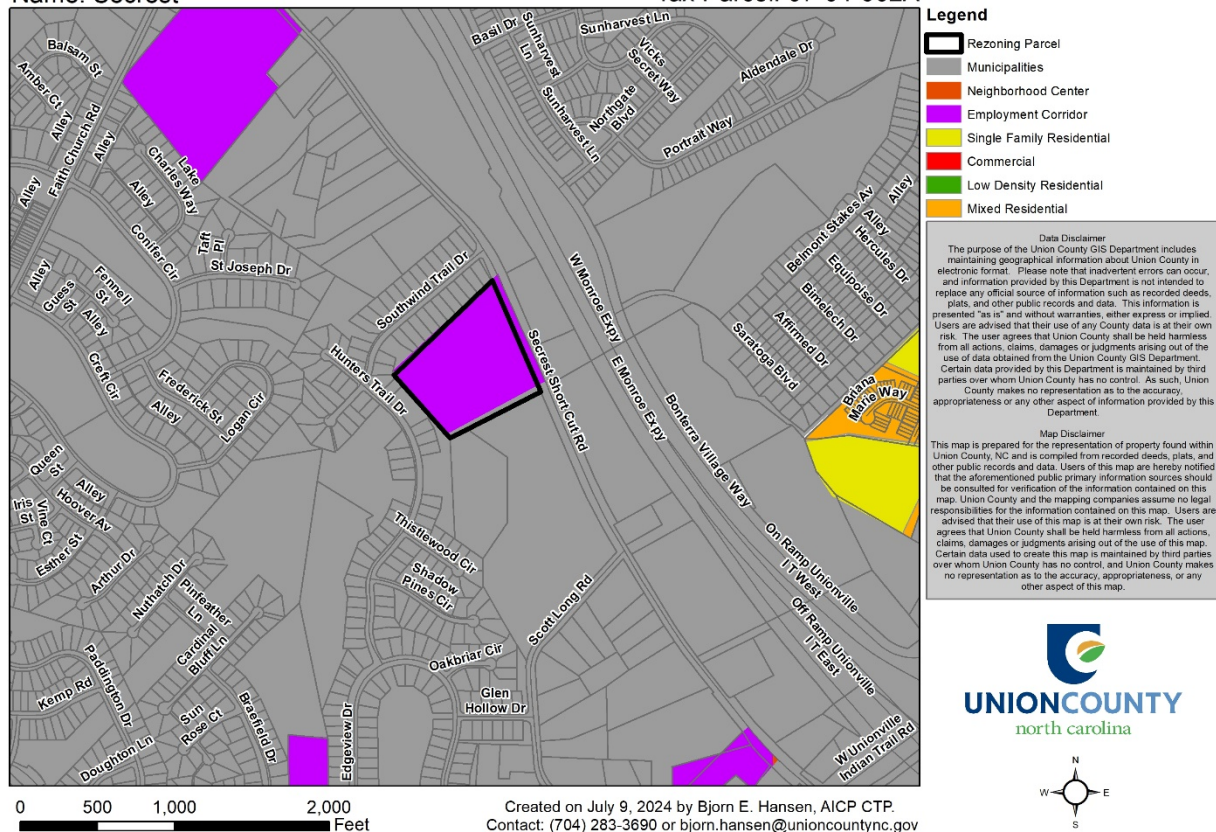 Legend
Rezoning Parcel
Municipalities
Neighborhood Center
Employment Corridor
Single Family Residential
Commercial
Low Density Residential
Mixed Residential
Data Disclaimer
The purpose of the Union County GIS Department includes
maintaining geographical information about Union County in
electronic format. Please note that inadvertent errors can occur,
and information provided by this Department is not intended to
replace any official source of information such as recorded deeds,
plats, and other public records and data. This information is
presented "as is" and without warranties, either express or implied.
Users are advised that their use of any County data is at their own
risk. The user agrees that Union County shall be held harmless
from all actions, claims, damages or judgments arising out of the
use of data obtained from the Union County GIS Department.
Certain data provided by this Department is maintained by third
parties over whom Union County has no control. As such, Union
County makes no representation as to the accuracy,
appropriateness or any other aspect of information provided by this
Department.
Map Disclaimer
This map is prepared for the representation of property found within
Union County, NC and is compiled from recorded deeds, plats, and
other public records and data. Users of this map are hereby notified
that the aforementioned public primary information sources should
be consulted for verification of the information contained on this
map. Union County and the mapping companies assume no legal
responsibilities for the information contained on this map. Users are
advised that their use of this map is at their own risk. The user
agrees that Union County shall be held harmless from all actions,
claims, damages or judgments arising out of the use of this map.
Certain data used to create this map is maintained by third parties
over whom Union County has no control, and Union County makes
no representation as to the accuracy, appropriateness, or any
other aspect of this map.
UNIONCOUNTY
north carolina
N
W E
S
Balsam St
Amber Ct
Alley
Faith Church Rd
Alley
Alley
Lake
Charles Way
Alley
Conifer Cir
Taft
Pl
St Joseph Dr
Southwind Trail Dr
Hunters Trail Dr
Alley
Guess
St
Fennell
St
Alley
Creft Cir
Frederick St
Alley
Logan Cir
Queen
St
Alley
Iris
St
Vine Ct
Hoover Av
Esther St
Arthur Dr
Nuthatch Dr
Pinfeather
Ln
Cardinal
Bluff Ln
Paddington Dr
Kemp Rd
Sun
Rose Ct
Doughton Ln
Braefield Dr
Edgeview Dr
Thistlewood Cir
Shadow
Pines Cir
Oakbriar Cir
Glen
Hollow Dr
Scott Long Rd
Secrest Short Cut Rd
W Monroe Expy
E Monroe Expy
Bonterra Village Way
On Ramp Unionville
I T West
Off Ramp Unionville
I T East
W Unionville
Indian Trail Rd
Basil Dr
Sunharvest
Ln
Sunharvest Ln
Sunharvest Ln
Vicks
Secret Way
Northgate
Blvd
Aldendale Dr
Portrait Way
Belmont Stakes Av
Alley
Alley
Hercules Dr
Equipoise Dr
Bimelech Dr
Affirmed Dr
Saratoga Blvd
Briana
Marie Way
0 500 1,000 2,000
Feet
Created on July 9, 2024 by Bjorn E. Hansen, AICP CTP.
Contact: (704) 283-3690 or bjorn.hansen@unioncountync.gov